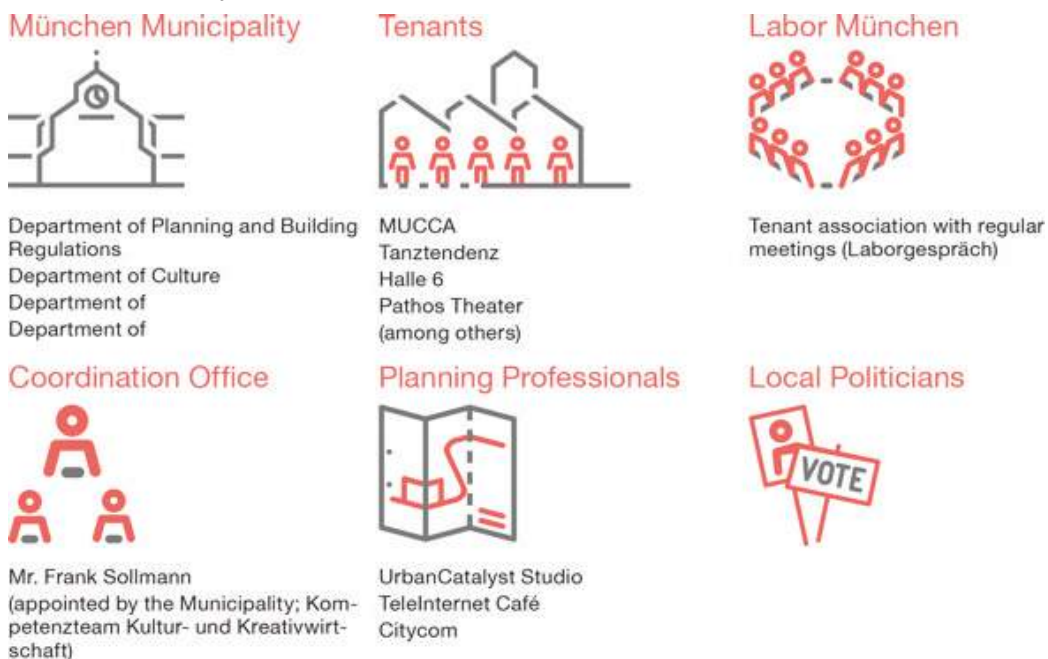 München Municipality
Department of Planning and Building
Regulations
Department of Culture
Department of
Department of
Tenants
MUCCA
Tanztendenz
Halle 6
Pathos Theater
(among others)
Labor München
Tenant association with regular
meetings (Laborgespräch)
Coordination Office
Mr. Frank Sollmann
(appointed by the Municipality; Kom-
petenzteam Kultur- und Kreativwirt-
schaft)
Planning Professionals
UrbanCatalyst Studio
TeleInternet Café
Citycom
Local Politicians
VOTE